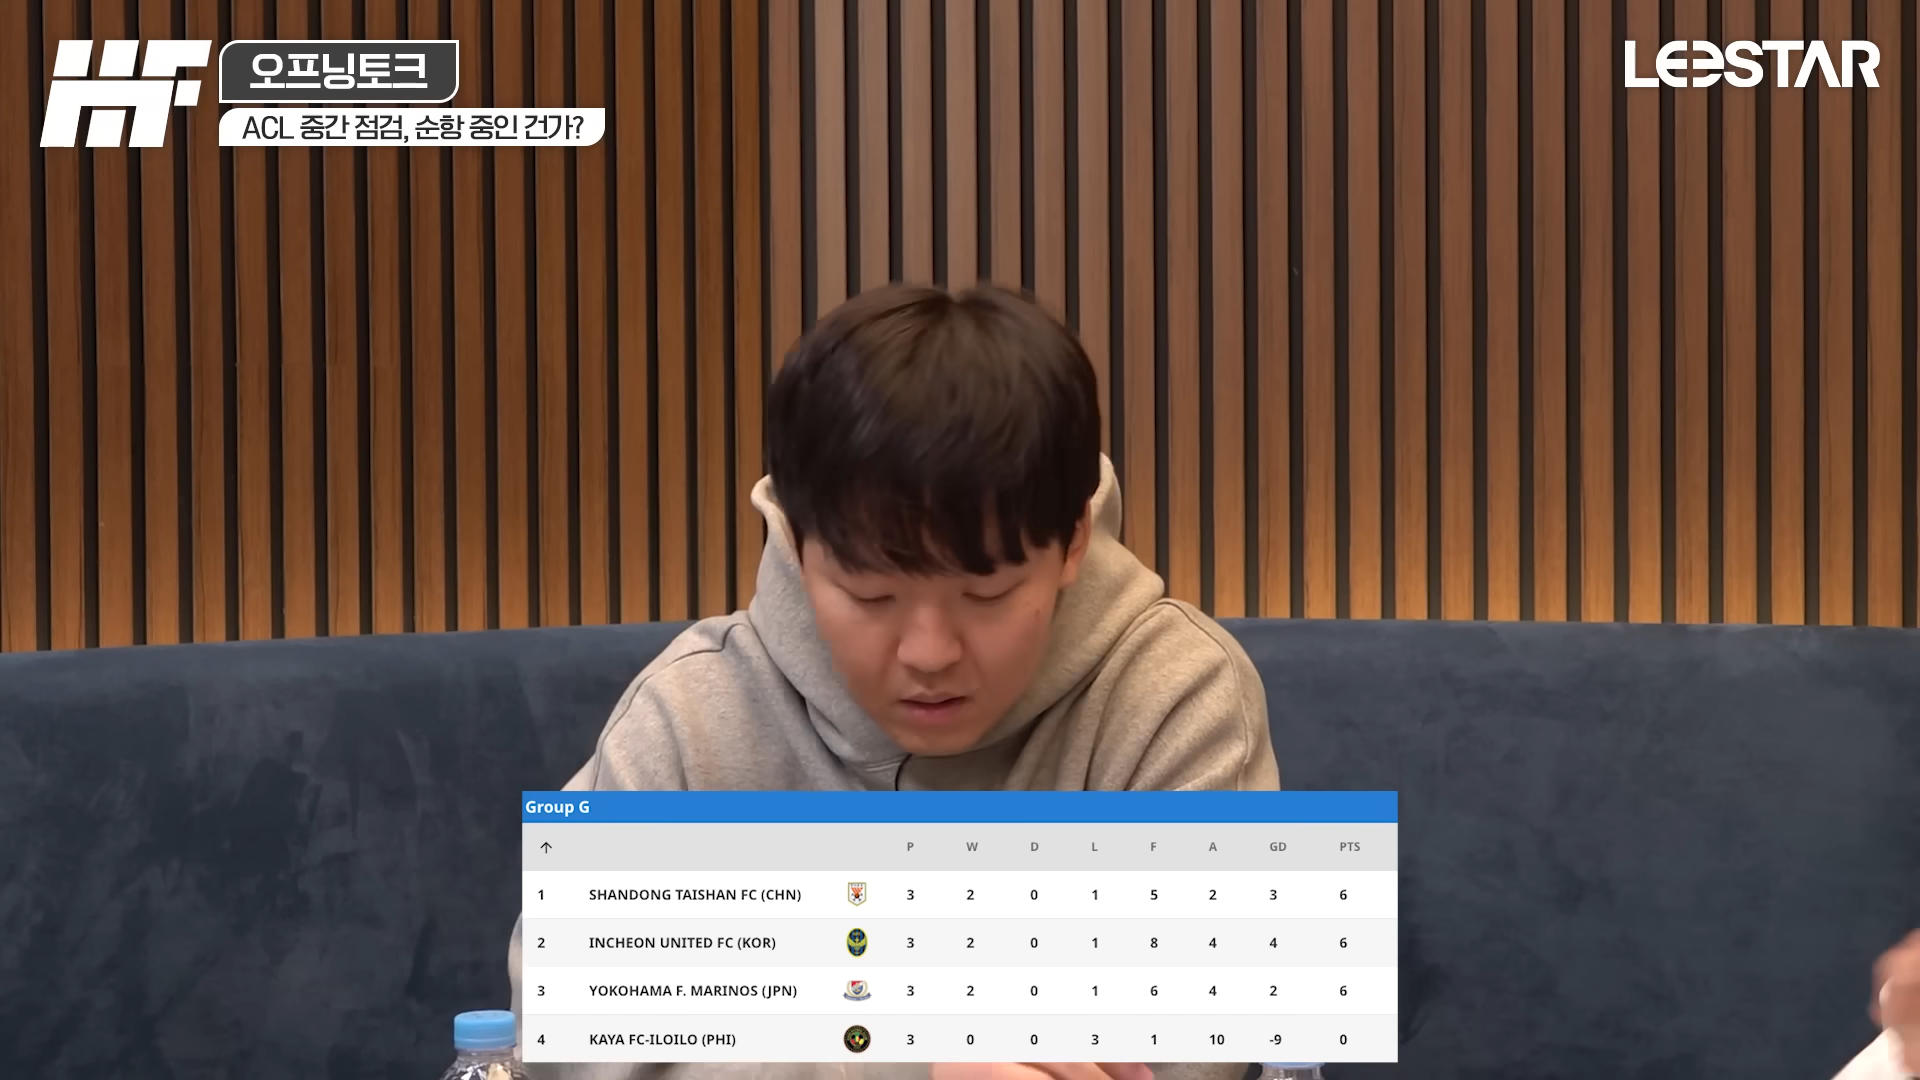 HF
오프닝토크
ACL 중간 점검, 순항 중인 건가?
LEESTAR
Group G
↑ P W D L F A GD PTS
1 SHANDONG TAISHAN FC (CHN) 3 2 0 1 5 2 3 6
2 INCHEON UNITED FC (KOR) 3 2 0 1 8 4 4 6
3 YOKOHAMA F. MARINOS (JPN) 3 2 0 1 6 4 2 6
4 KAYA FC-ILOILO (PHI) 3 0 0 3 1 10 -9 0